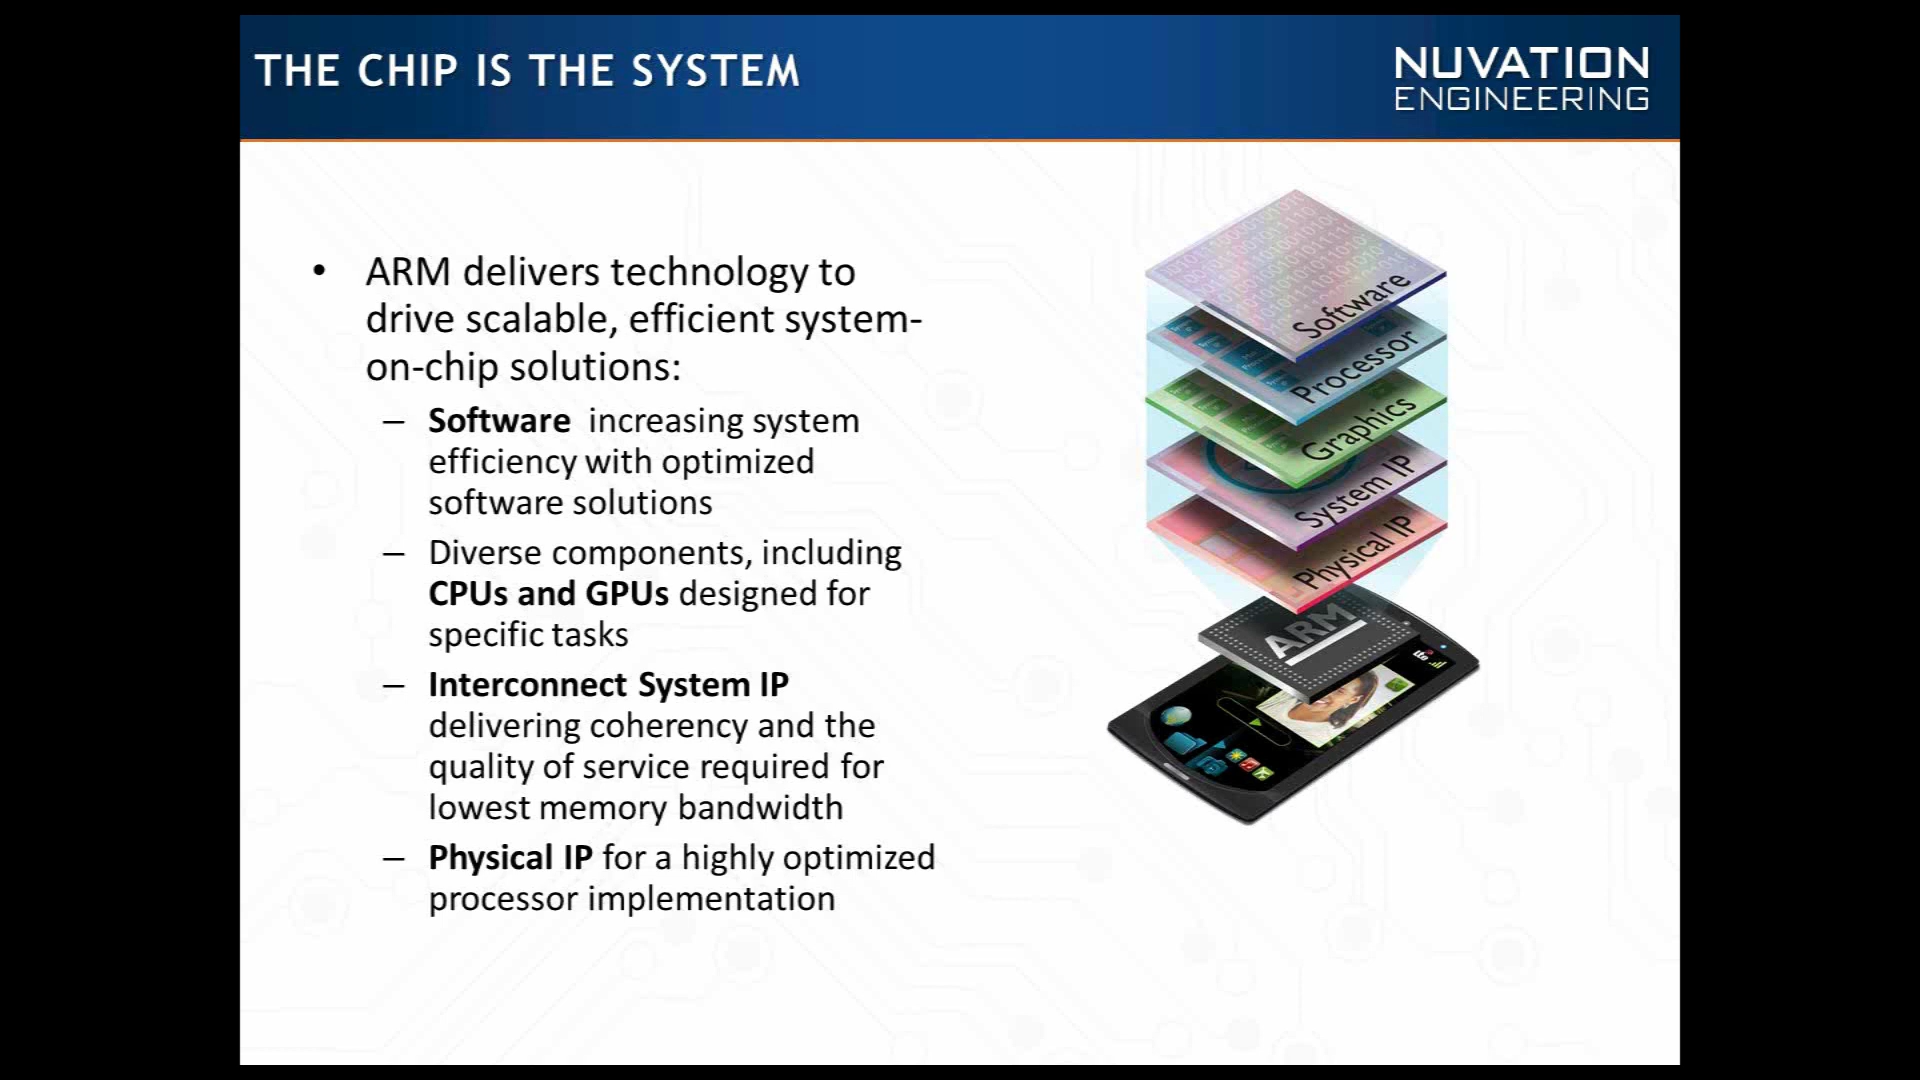 THE CHIP IS THE SYSTEM
NUVATION
ENGINEERING
• ARM delivers technology to
drive scalable, efficient system-
on-chip solutions:
– Software increasing system
efficiency with optimized
software solutions
– Diverse components, including
CPUs and GPUs designed for
specific tasks
– Interconnect System IP
delivering coherency and the
quality of service required for
lowest memory bandwidth
– Physical IP for a highly optimized
processor implementation
Software
Processor
Graphics
System IP
Physical IP
ARM
Lte